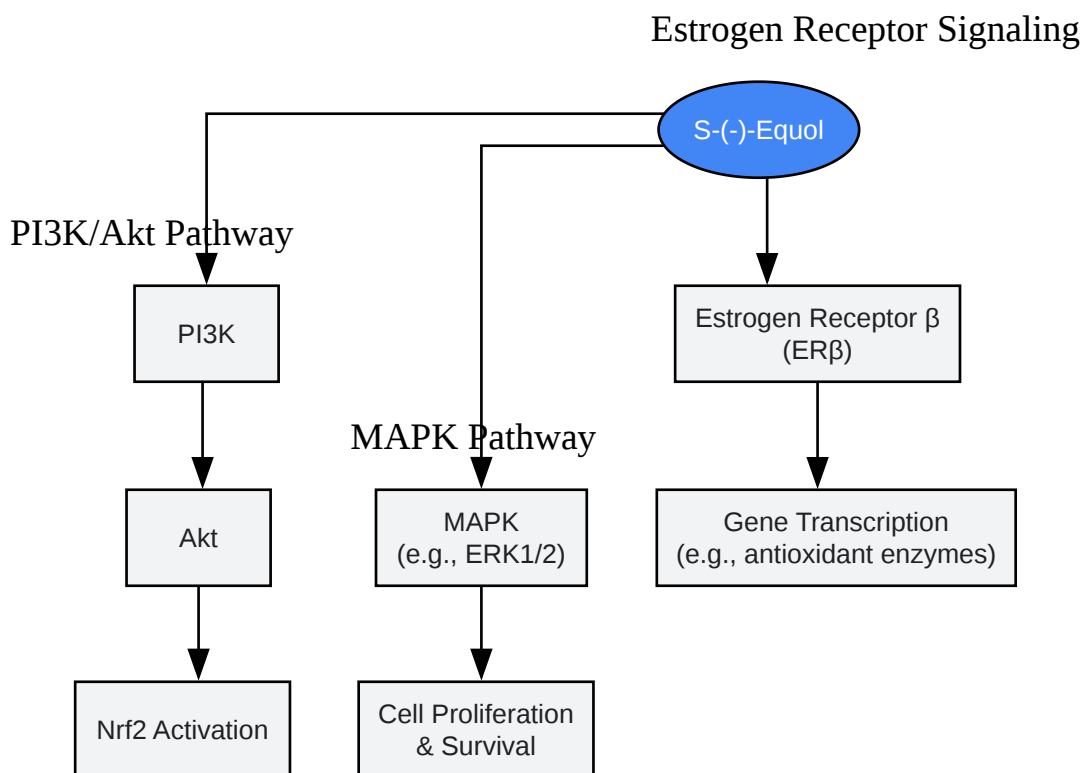 Estrogen Receptor Signaling
S-(-)-Equol
PI3K/Akt Pathway
PI3K
Estrogen Receptor β
(ERβ)
MAPK Pathway
Akt
MAPK
(e.g., ERK1/2)
Gene Transcription
(e.g., antioxidant enzymes)
Nrf2 Activation
Cell Proliferation
& Survival